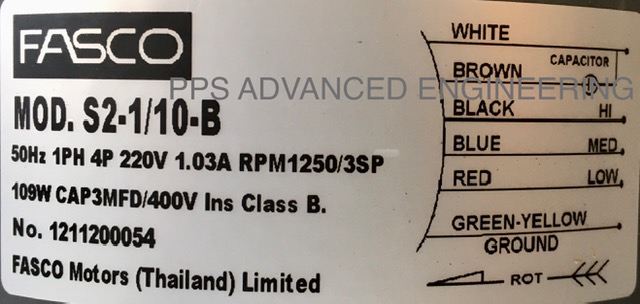 FASCO
PPS ADVANCED ENGINEERING
MOD. S2-1/10-B
50Hz 1PH 4P 220V 1.03A RPM1250/3SP
109W CAP3MFD/400V Ins Class B.
No. 1211200054
FASCO Motors (Thailand) Limited
WHITE
CAPACITOR
BROWN
BLACK HI
BLUE MED
RED LOW
GREEN-YELLOW
GROUND
ROT